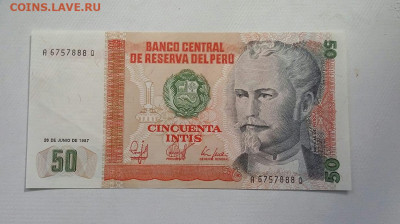 COINS.LAVE.RU
A 6757888 Q
BANCO CENTRAL
DE RESERVA DEL PERU
50
CINCUENTA
INTIS
26 DE JUNIO DE 1987
50
A 6757888 Q
50